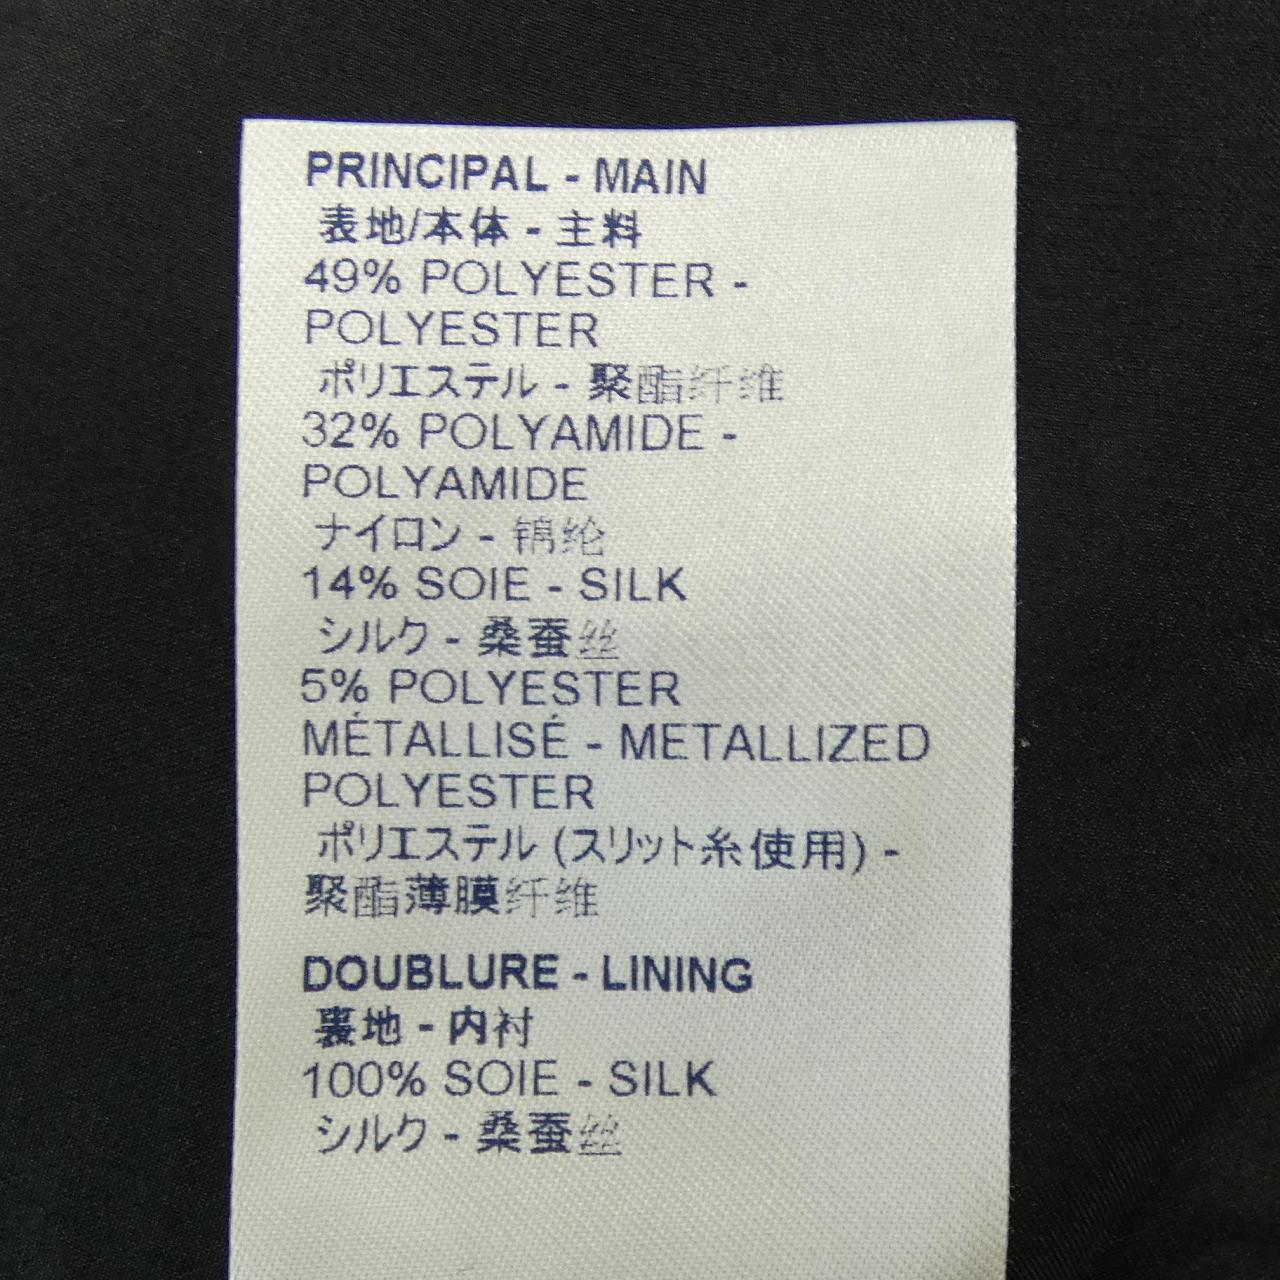 PRINCIPAL - MAIN
表地/本体 - 主料
49% POLYESTER -
POLYESTER
ポリエステル - 聚酯纤维
32% POLYAMIDE -
POLYAMIDE
ナイロン - 锦纶
14% SOIE - SILK
シルク - 桑蚕丝
5% POLYESTER
MÉTALLISÉ - METALLIZED
POLYESTER
ポリエステル (スリット糸使用) -
聚酯薄膜纤维
DOUBLURE - LINING
裏地 - 内衬
100% SOIE - SILK
シルク - 桑蚕丝